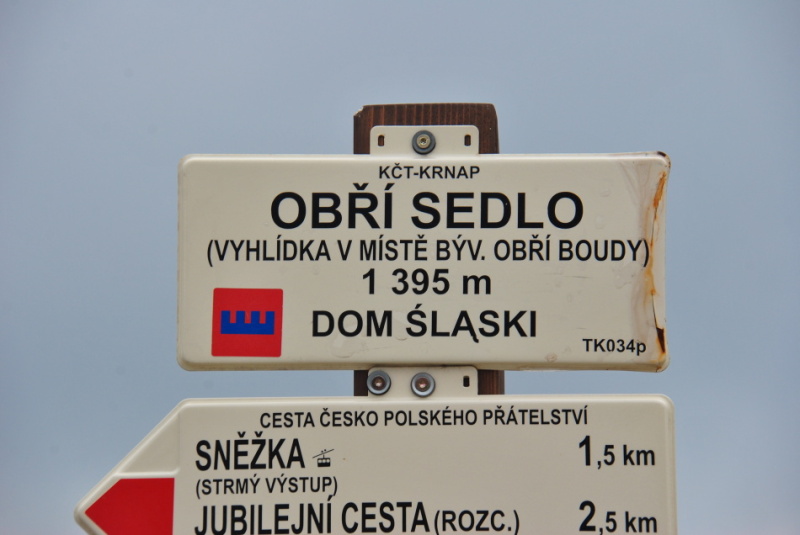 KČT-KRNAP
OBŘÍ SEDLO
(VYHLÍDKA V MÍSTĚ BÝV. OBŘÍ BOUDY)
1 395 m
DOM ŚLĄSKI
TK034p
CESTA ČESKO POLSKÉHO PŘÁTELSTVÍ
SNĚŽKA 1,5 km
(STRMÝ VÝSTUP)
JUBILEJNÍ CESTA (ROZC.) 2,5 km